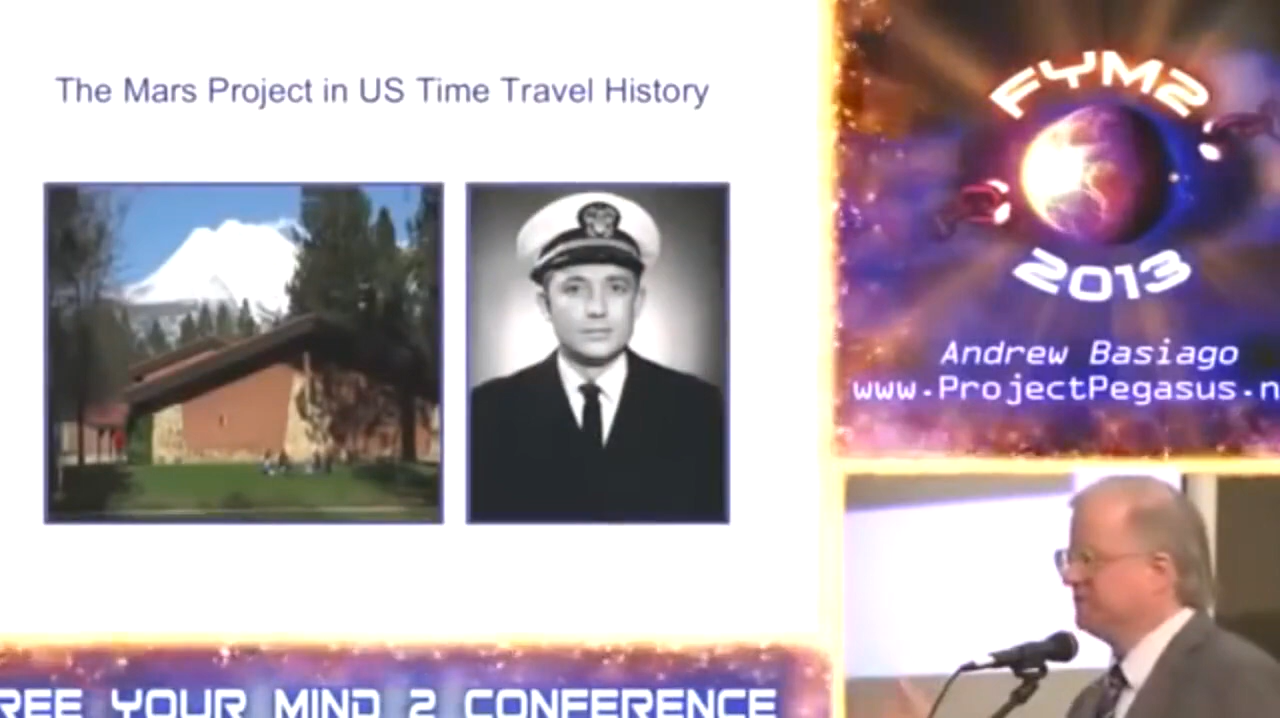 The Mars Project in US Time Travel History
FYM2
2013
Andrew Basiago
www.ProjectPegasus.n
REE YOUR MIND 2 CONFERENCE